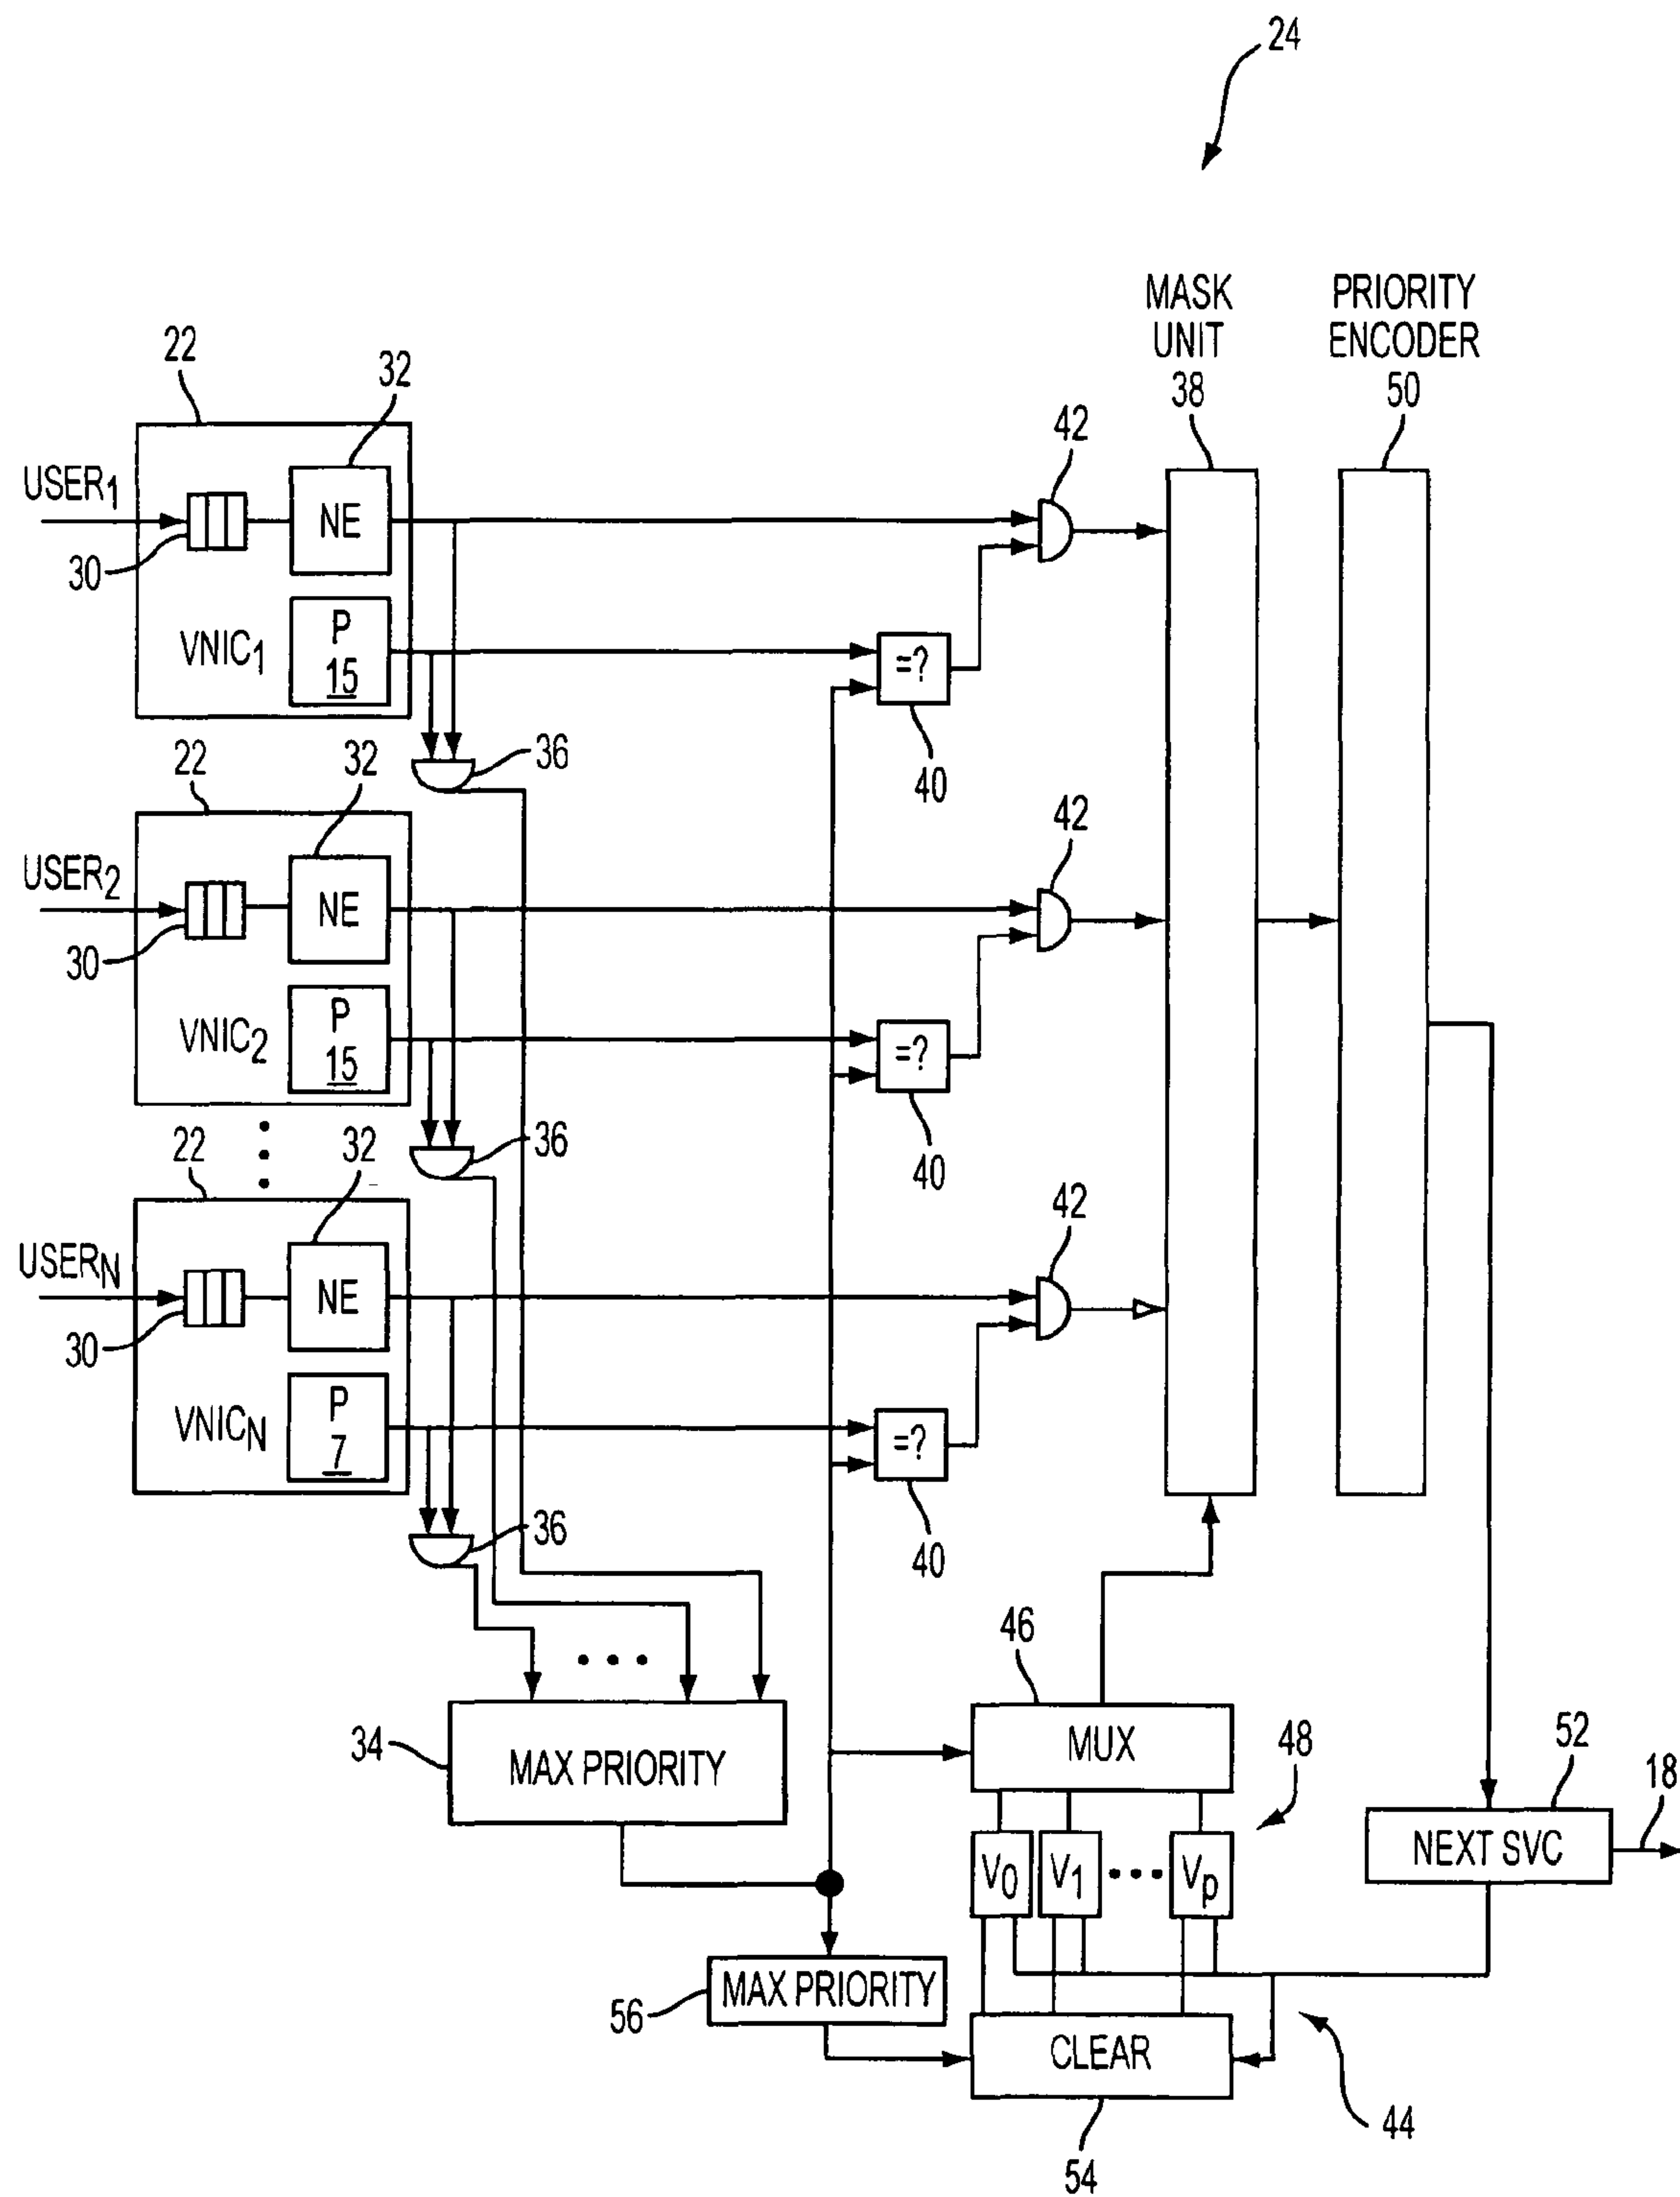 24
MASK
UNIT
38
PRIORITY
ENCODER
50
22
32
42
USER1
NE
30
P
15
VNIC1
=?
36
40
22
32
42
USER2
NE
30
P
15
VNIC2
=?
36
40
22
32
42
USERN
NE
30
P
7
VNICN
=?
36
40
46
34
MAX PRIORITY
MUX
48
52
18
V0
V1
Vp
NEXT SVC
56
MAX PRIORITY
CLEAR
44
54